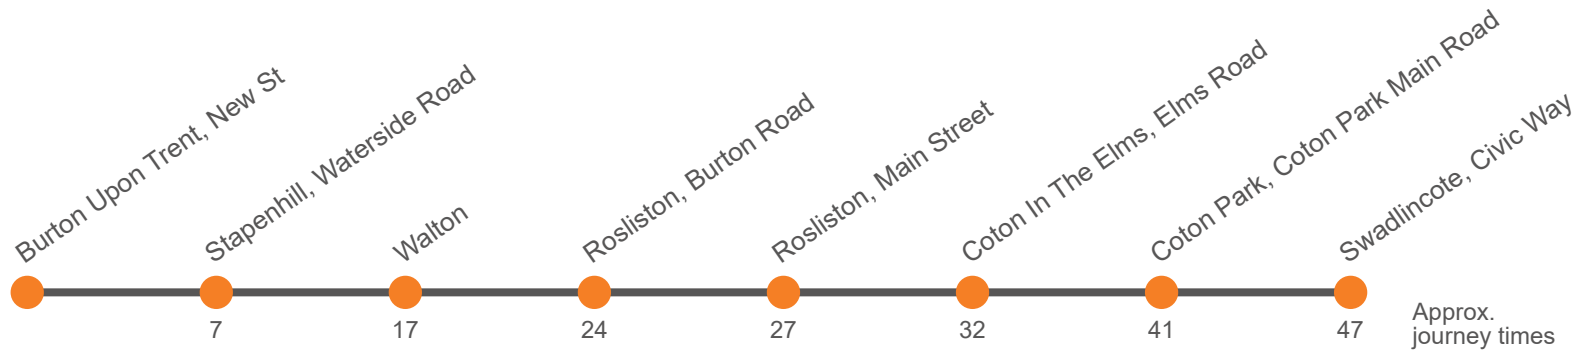 Burton Upon Trent, New St
Stapenhill, Waterside Road
Walton
Rosliston, Burton Road
Rosliston, Main Street
Coton In The Elms, Elms Road
Coton Park, Coton Park Main Road
Swadlincote, Civic Way
7
17
24
27
32
41
47
Approx.
journey times